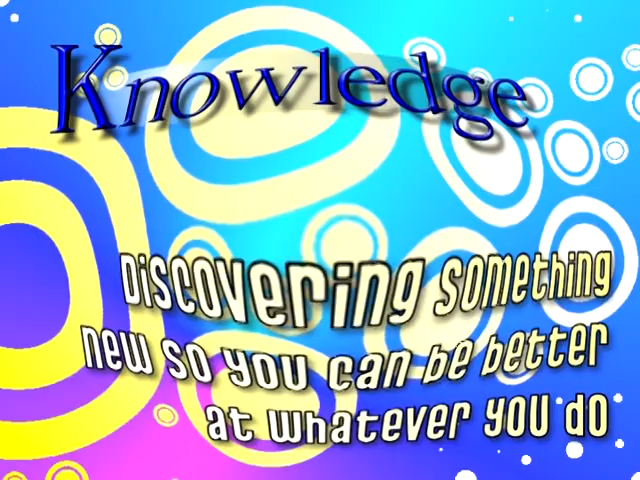 Knowledge
Discovering something
new so you can be better
at whatever you do